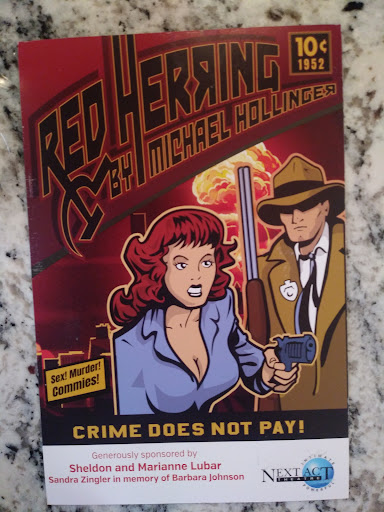 10¢
1952
RED HERRING
BY MICHAEL HOLLINGER
Sex! Murder!
Commies!
CRIME DOES NOT PAY!
Generously sponsored by
Sheldon and Marianne Lubar
Sandra Zingler in memory of Barbara Johnson
NEXT ACT
THEATRE